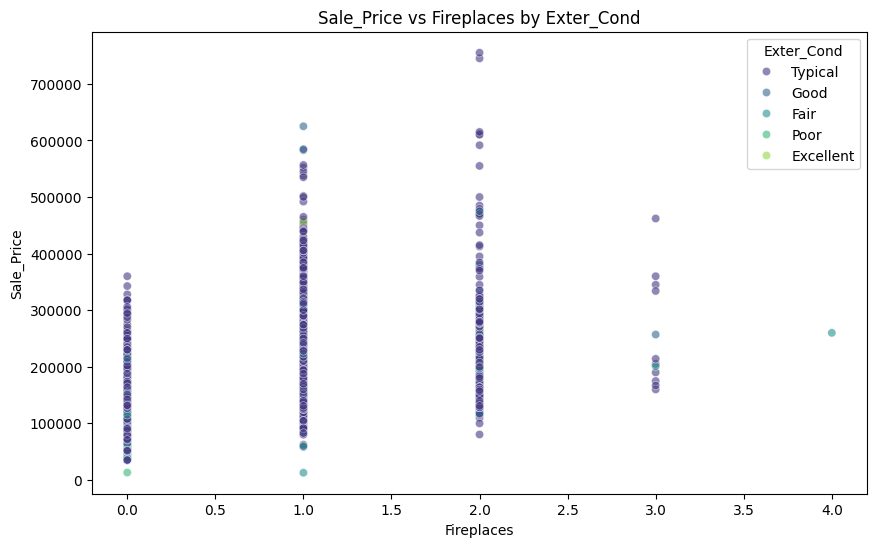 Sale_Price vs Fireplaces by Exter_Cond
Exter_Cond
Typical
Good
Fair
Poor
Excellent
Sale_Price
700000
600000
500000
400000
300000
200000
100000
0
0.0 0.5 1.0 1.5 2.0 2.5 3.0 3.5 4.0
Fireplaces